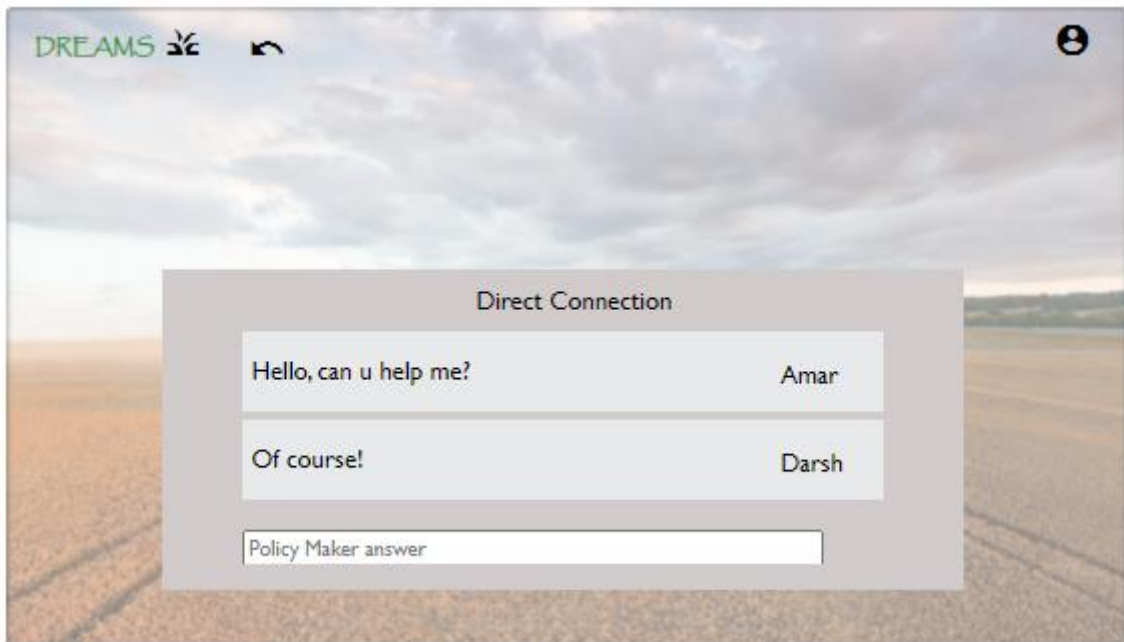 DREAMS
Direct Connection
Hello, can u help me? Amar
Of course! Darsh
Policy Maker answer